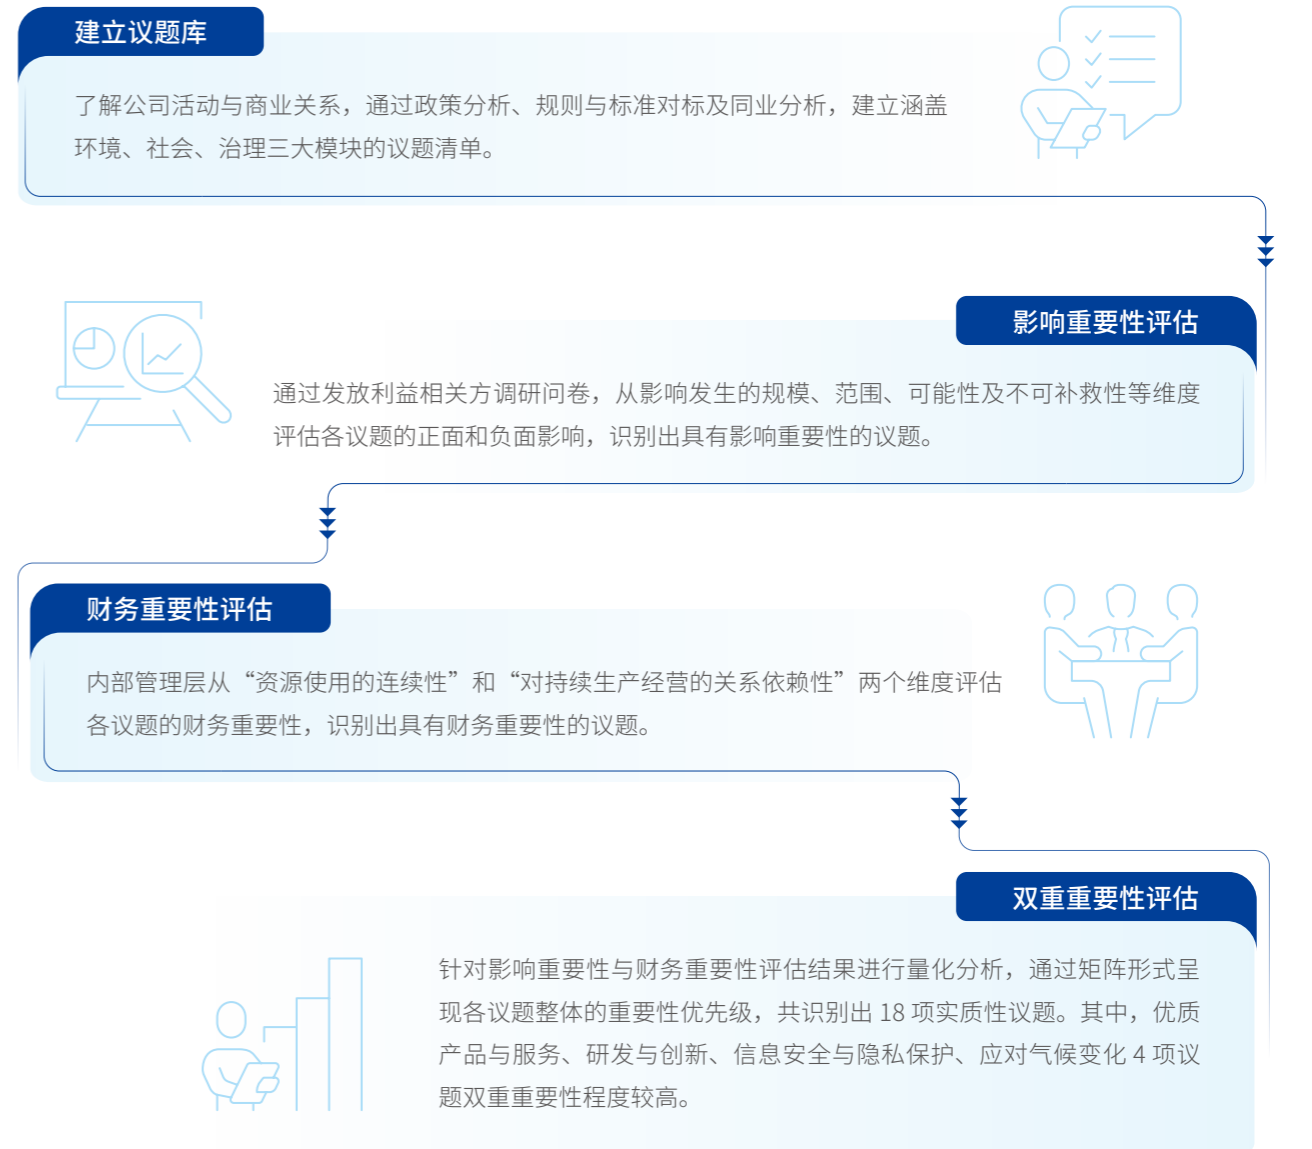 建立议题库
了解公司活动与商业关系，通过政策分析、规则与标准对标及同业分析，建立涵盖
环境、社会、治理三大模块的议题清单。
影响重要性评估
通过发放利益相关方调研问卷，从影响发生的规模、范围、可能性及不可补救性等维度
评估各议题的正面和负面影响，识别出具有影响重要性的议题。
财务重要性评估
内部管理层从“资源使用的连续性”和“对持续生产经营的关系依赖性”两个维度评估
各议题的财务重要性，识别出具有财务重要性的议题。
双重重要性评估
针对影响重要性与财务重要性评估结果进行量化分析，通过矩阵形式呈
现各议题整体的重要性优先级，共识别出 18 项实质性议题。其中，优质
产品与服务、研发与创新、信息安全与隐私保护、应对气候变化 4 项议
题双重重要性程度较高。